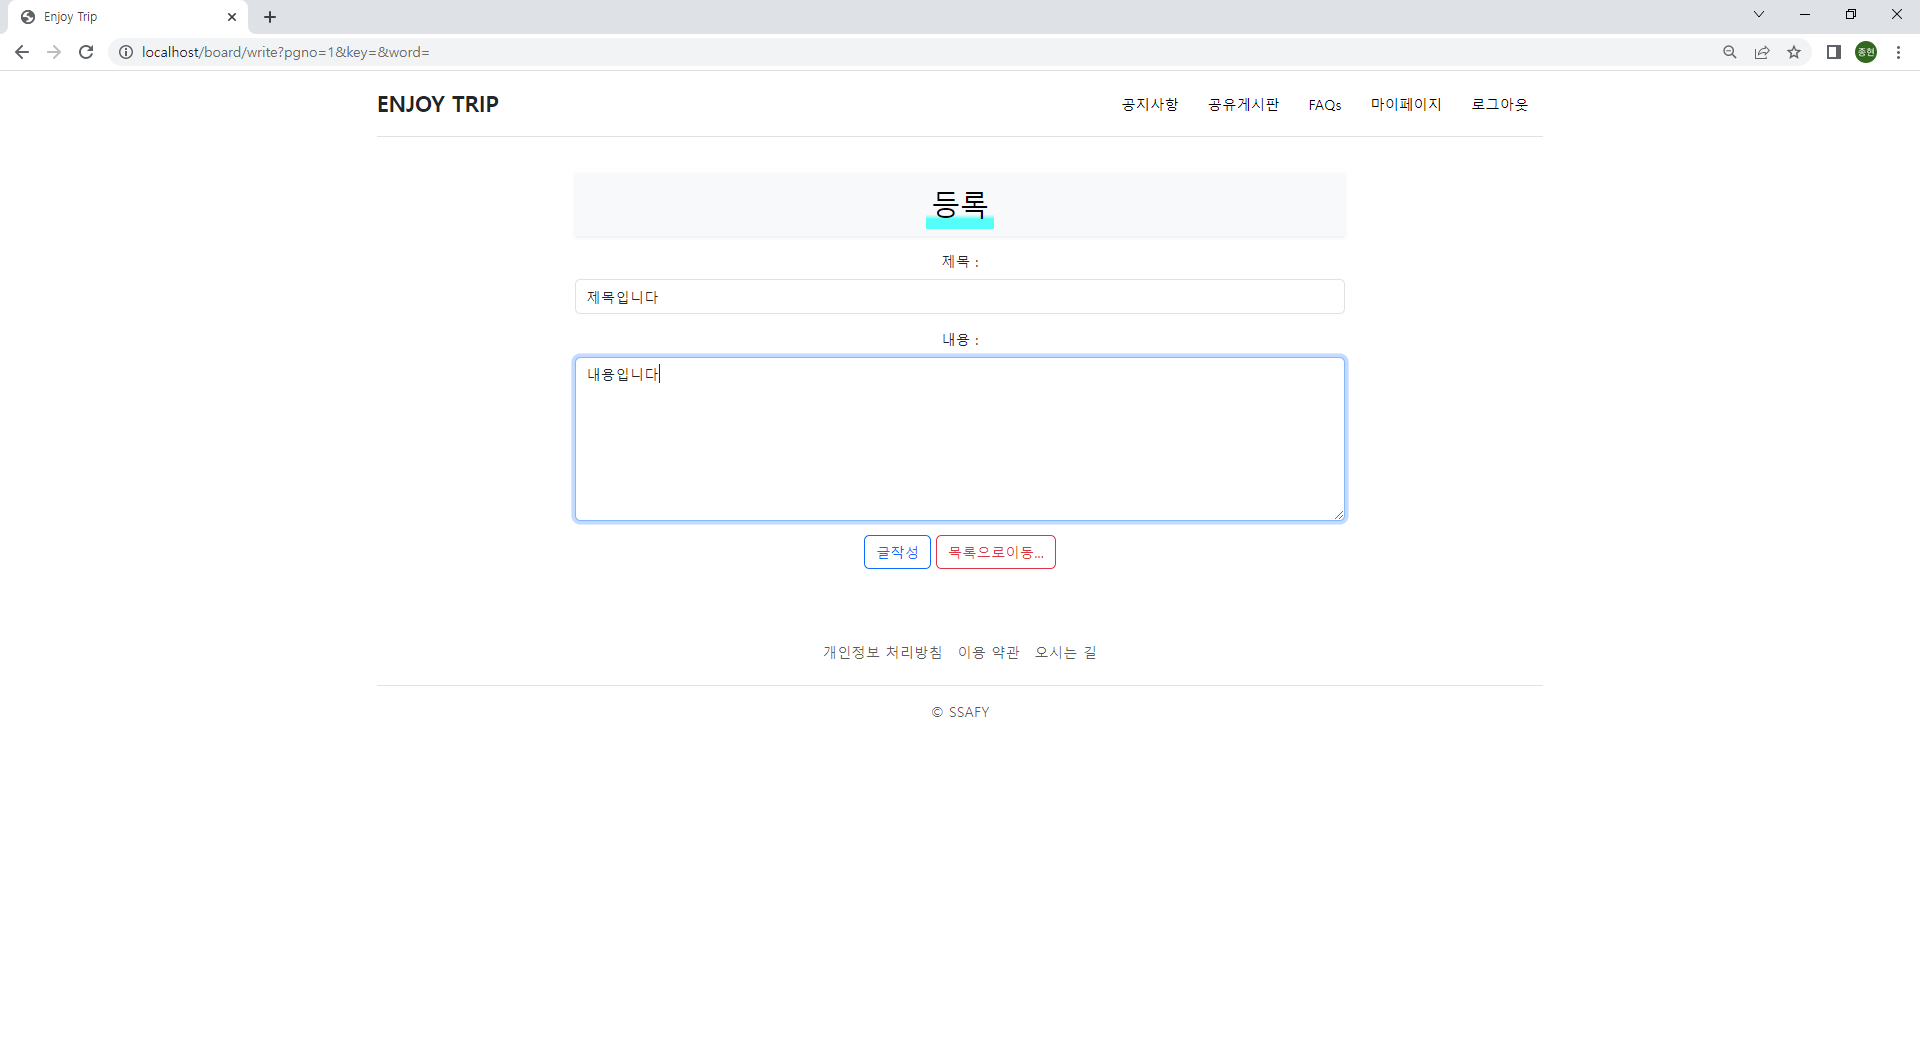 Enjoy Trip
localhost/board/write?pgno=1&key=&word=
종현
ENJOY TRIP
공지사항 공유게시판 FAQs 마이페이지 로그아웃
등록
제목 :
제목입니다
내용 :
내용입니다
글작성 목록으로이동...
개인정보 처리방침 이용 약관 오시는 길
© SSAFY